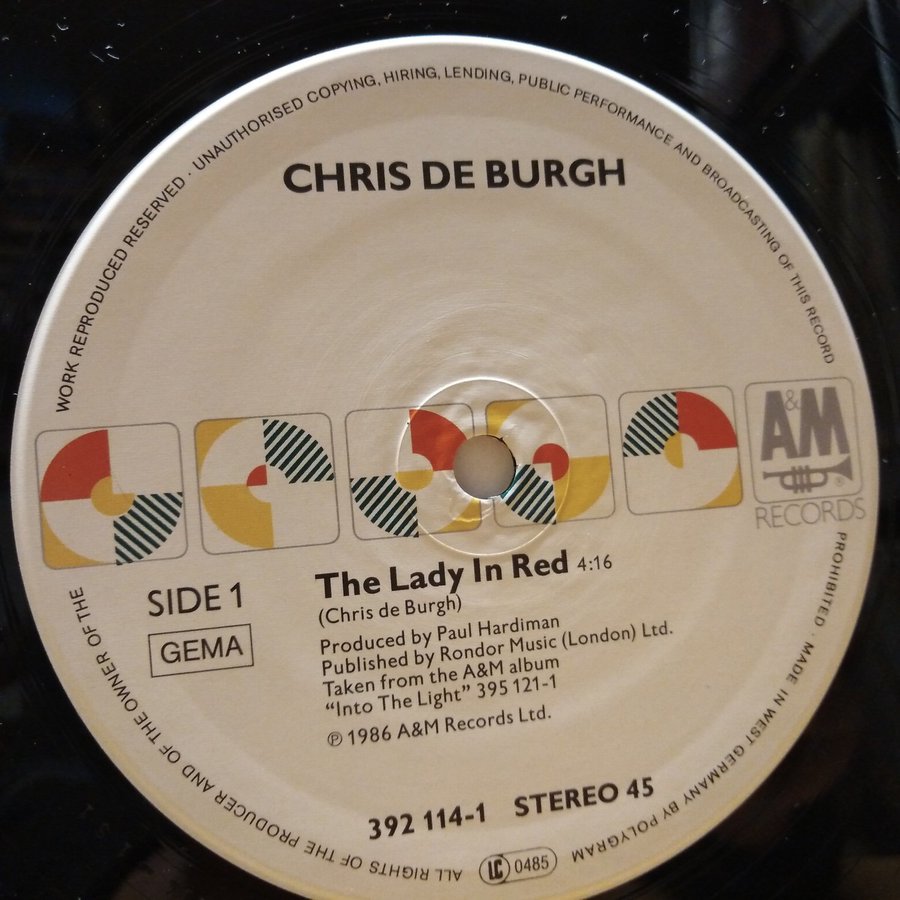 WORK REPRODUCED RESERVED · UNAUTHORISED COPYING, HIRING, LENDING, PUBLIC PERFORMANCE AND BROADCASTING OF THIS RECORD
CHRIS DE BURGH
A&M
®
RECORDS
The Lady In Red 4:16
(Chris de Burgh)
SIDE 1
GEMA
Produced by Paul Hardiman
Published by Rondor Music (London) Ltd.
Taken from the A&M album
"Into The Light" 395 121-1
℗ 1986 A&M Records Ltd.
392 114-1 STEREO 45
PROHIBITED · MADE IN WEST GERMANY BY POLYGRAM
LC 0485
ALL RIGHTS OF THE PRODUCER AND OF THE OWNER OF THE